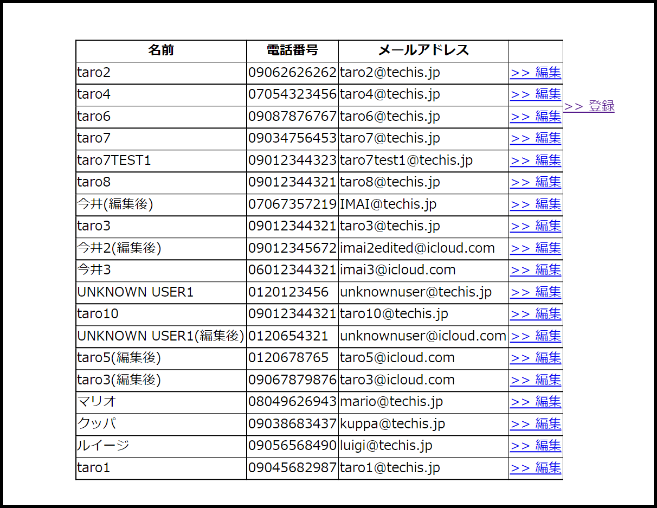 名前 電話番号 メールアドレス
taro2 09062626262 taro2@techis.jp >> 編集
taro4 07054323456 taro4@techis.jp >> 編集
>> 登録
taro6 09087876767 taro6@techis.jp >> 編集
taro7 09034756453 taro7@techis.jp >> 編集
taro7TEST1 09012344323 taro7test1@techis.jp >> 編集
taro8 09012344321 taro8@techis.jp >> 編集
今井(編集後) 07067357219 IMAI@techis.jp >> 編集
taro3 09012344321 taro3@techis.jp >> 編集
今井2(編集後) 09012345672 imai2edited@icloud.com >> 編集
今井3 06012344321 imai3@icloud.com >> 編集
UNKNOWN USER1 0120123456 unknownuser@techis.jp >> 編集
taro10 09012344321 taro10@techis.jp >> 編集
UNKNOWN USER1(編集後) 0120654321 unknownuser@icloud.com >> 編集
taro5(編集後) 0120678765 taro5@icloud.com >> 編集
taro3(編集後) 09067879876 taro3@icloud.com >> 編集
マリオ 08049626943 mario@techis.jp >> 編集
クッパ 09038683437 kuppa@techis.jp >> 編集
ルイージ 09056568490 luigi@techis.jp >> 編集
taro1 09045682987 taro1@techis.jp >> 編集